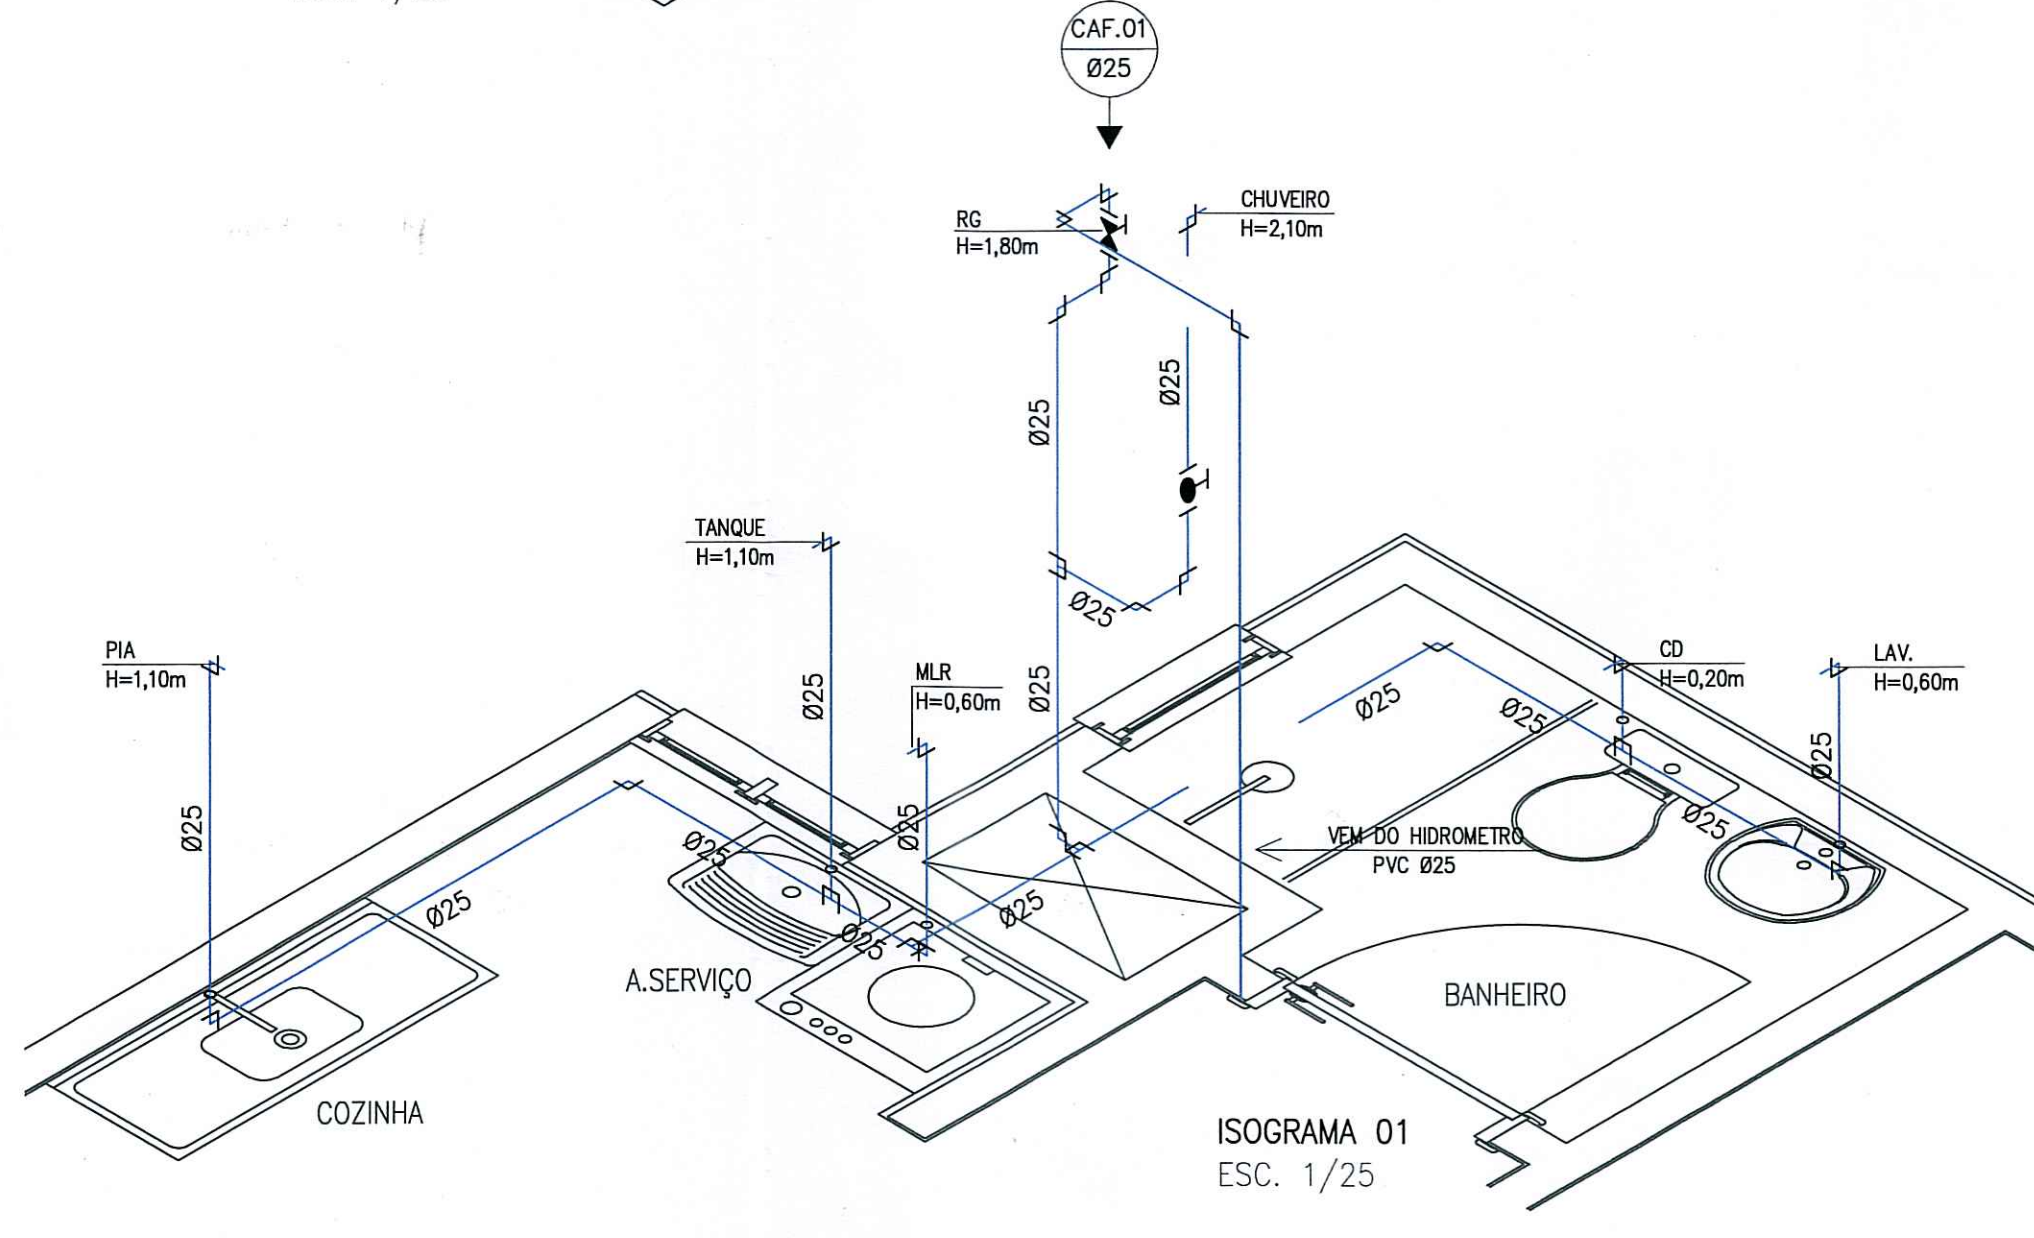 CAF.01
Ø25
RG
H=1,80m
CHUVEIRO
H=2,10m
Ø25
Ø25
Ø25
TANQUE
H=1,10m
PIA
H=1,10m
MLR
H=0,60m
CD
H=0,20m
LAV.
H=0,60m
Ø25
Ø25
Ø25
Ø25
Ø25
Ø25
Ø25
Ø25
Ø25
VEM DO HIDROMETRO
PVC Ø25
Ø25
Ø25
Ø25
A.SERVIÇO
BANHEIRO
COZINHA
ISOGRAMA 01
ESC. 1/25